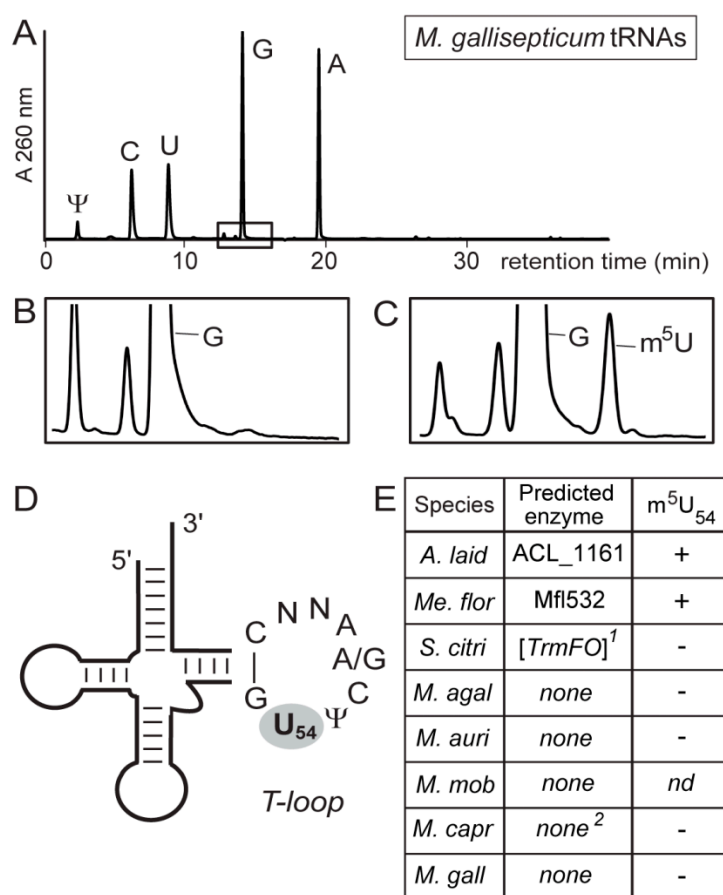 A
M. gallisepticum tRNAs
A 260 nm
Ψ
C
U
G
A
0
10
20
30
retention time (min)
B
G
C
G
m⁵U
D
3'
5'
C N N A
A/G
C
Ψ
U₅₄
G
T-loop
E
Species Predicted enzyme m⁵U₅₄
A. laid ACL_1161 +
Me. flor Mfl532 +
S. citri [TrmFO]¹ -
M. agal none -
M. auri none -
M. mob none nd
M. capr none² -
M. gall none -